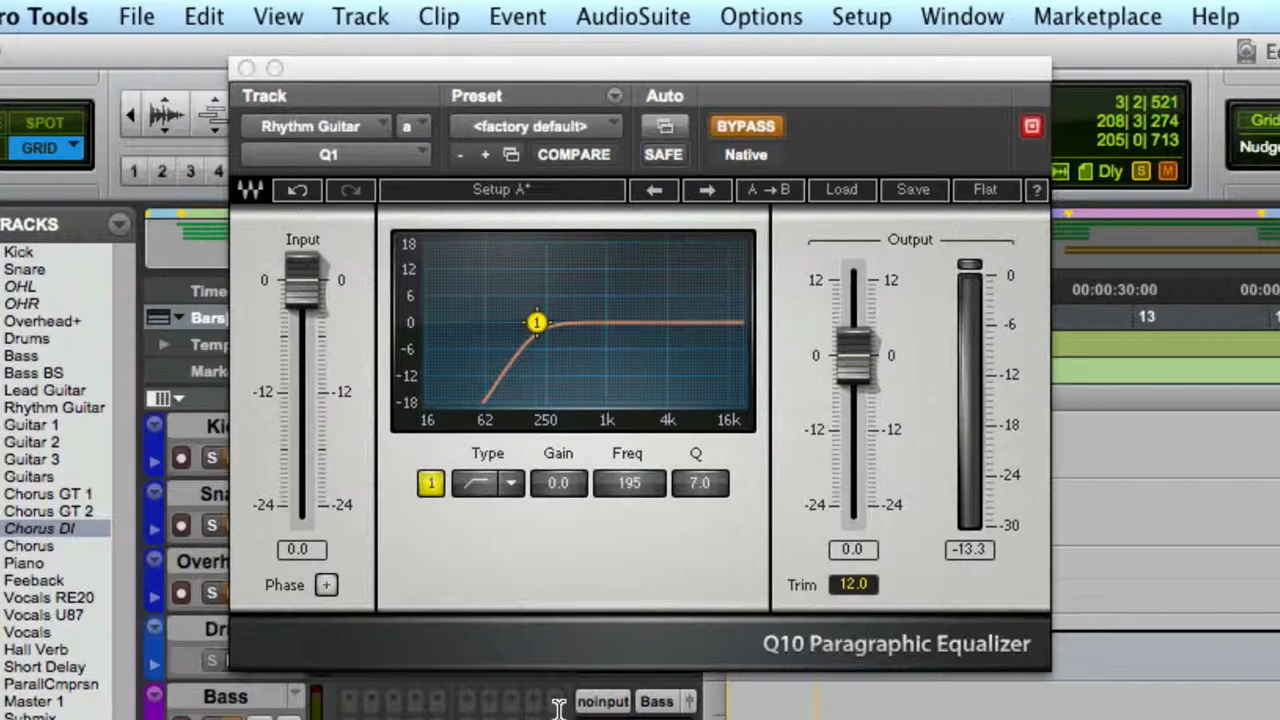 ro Tools File Edit View Track Clip Event AudioSuite Options Setup Window Marketplace Help
Ec
SPOT
GRID
1 2 3 4
Track Preset Auto
Rhythm Guitar a <factory default> BYPASS
Q1 - + COMPARE SAFE Native
3| 2| 521
208| 3| 274
205| 0| 713
Dly S M
Grid
Nudge
Setup A* A→B Load Save Flat ?
TRACKS
Kick
Snare
OHL
OHR
Overhead+
Drums
Bass
Bass BS
Lead Guitar
Rhythm Guitar
Guitar 1
Guitar 2
Guitar 3
Guitars
Chorus GT 1
Chorus GT 2
Chorus DI
Chorus
Piano
Feeback
Vocals RE20
Vocals U87
Vocals
Hall Verb
Short Delay
ParallCmprsn
Master 1
Submix
Time
Bars
Temp
Mark
00:00:30:00 00:00:
13
Ki
S
Sna
S
Overh
S
Dr
S
Bass
noinput Bass
Input
0 0
-12 -12
-24 -24
0.0
Phase +
18
12
6
0
-6
-12
-18
1
16 62 250 1k 4k 16k
Type Gain Freq Q
1 0.0 195 7.0
Output
12 12
0 0
-12 -12
-24 -24
0
-6
-12
-18
-24
-30
0.0 -13.3
Trim 12.0
Q10 Paragraphic Equalizer